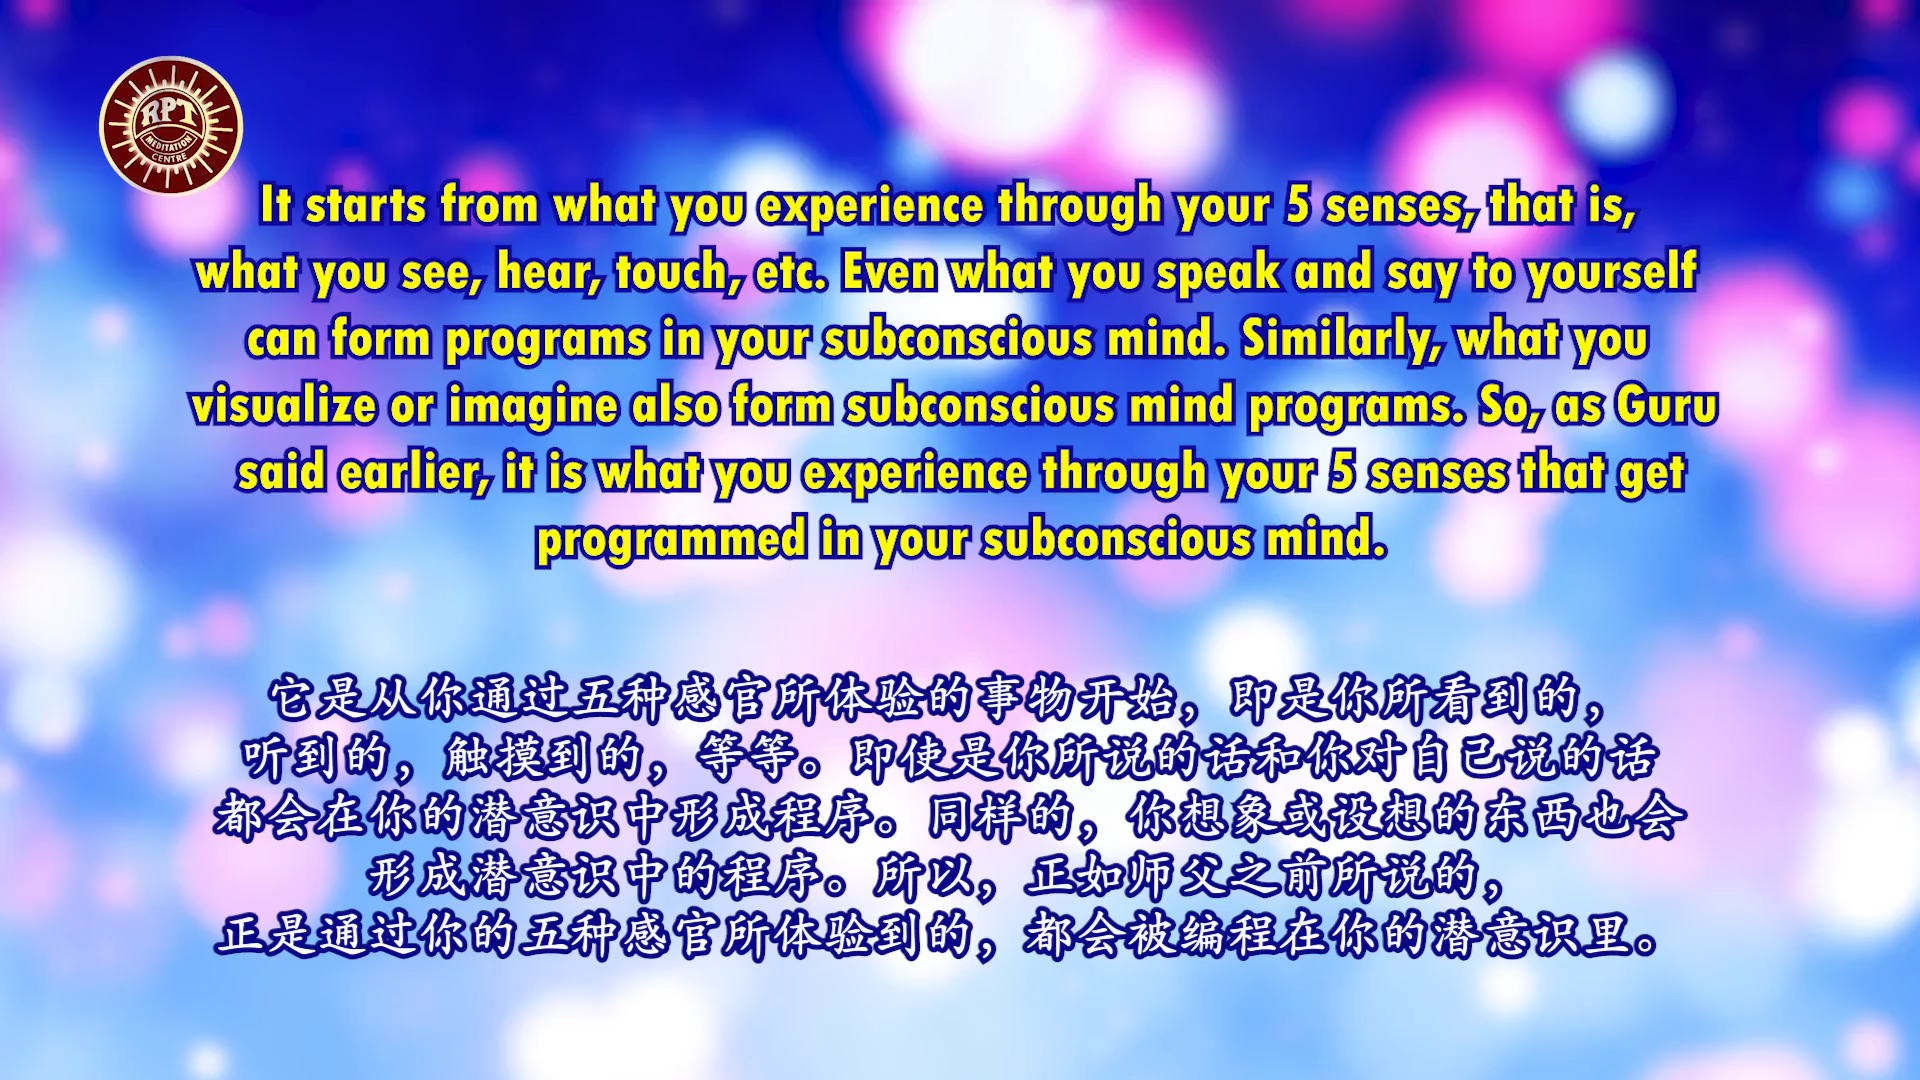 RPT
MEDITATION
CENTRE
It starts from what you experience through your 5 senses, that is,
what you see, hear, touch, etc. Even what you speak and say to yourself
can form programs in your subconscious mind. Similarly, what you
visualize or imagine also form subconscious mind programs. So, as Guru
said earlier, it is what you experience through your 5 senses that get
programmed in your subconscious mind.
它是从你通过五种感官所体验的事物开始，即是你所看到的，
听到的，触摸到的，等等。即使是你所说的话和你对自己说的话
都会在你的潜意识中形成程序。同样的，你想象或设想的东西也会
形成潜意识中的程序。所以，正如师父之前所说的，
正是通过你的五种感官所体验到的，都会被编程在你的潜意识里。